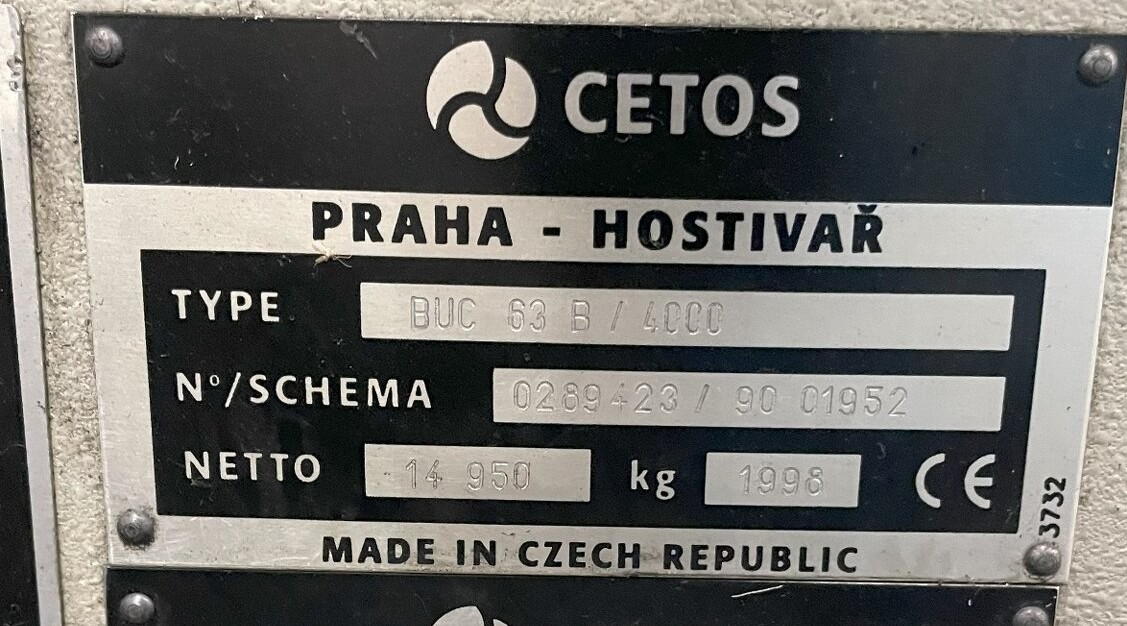 CETOS
PRAHA - HOSTIVAŘ
TYPE BUC 63 B / 4000
Nº/SCHEMA 0289423 / 90 01952
NETTO 14 950 kg 1998 CE
3732
MADE IN CZECH REPUBLIC